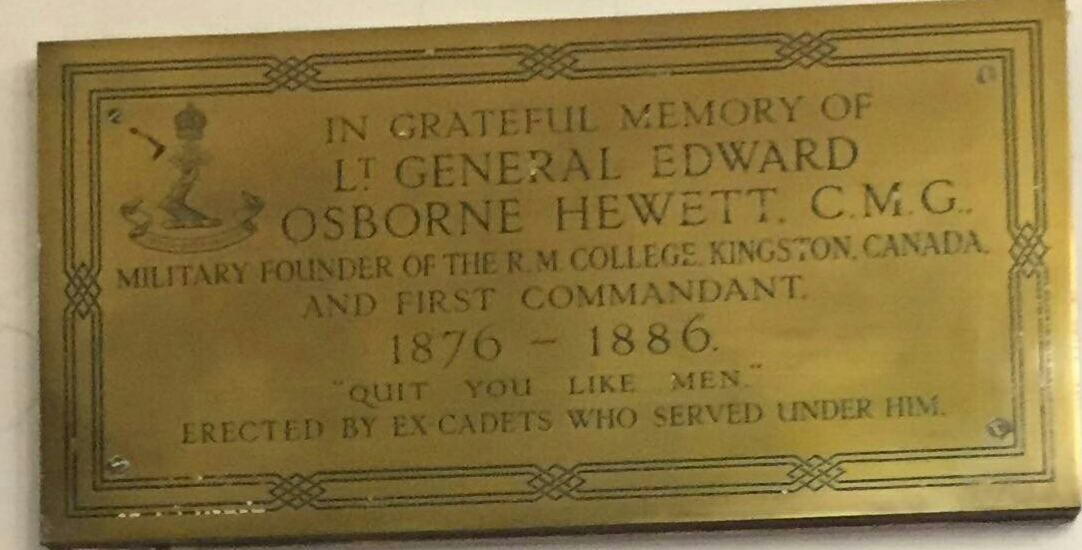 IN GRATEFUL MEMORY OF
LT GENERAL EDWARD
OSBORNE HEWETT. C.M.G.,
MILITARY FOUNDER OF THE R.M. COLLEGE, KINGSTON, CANADA,
AND FIRST COMMANDANT.
1876 – 1886.
"QUIT YOU LIKE MEN."
ERECTED BY EX-CADETS WHO SERVED UNDER HIM.